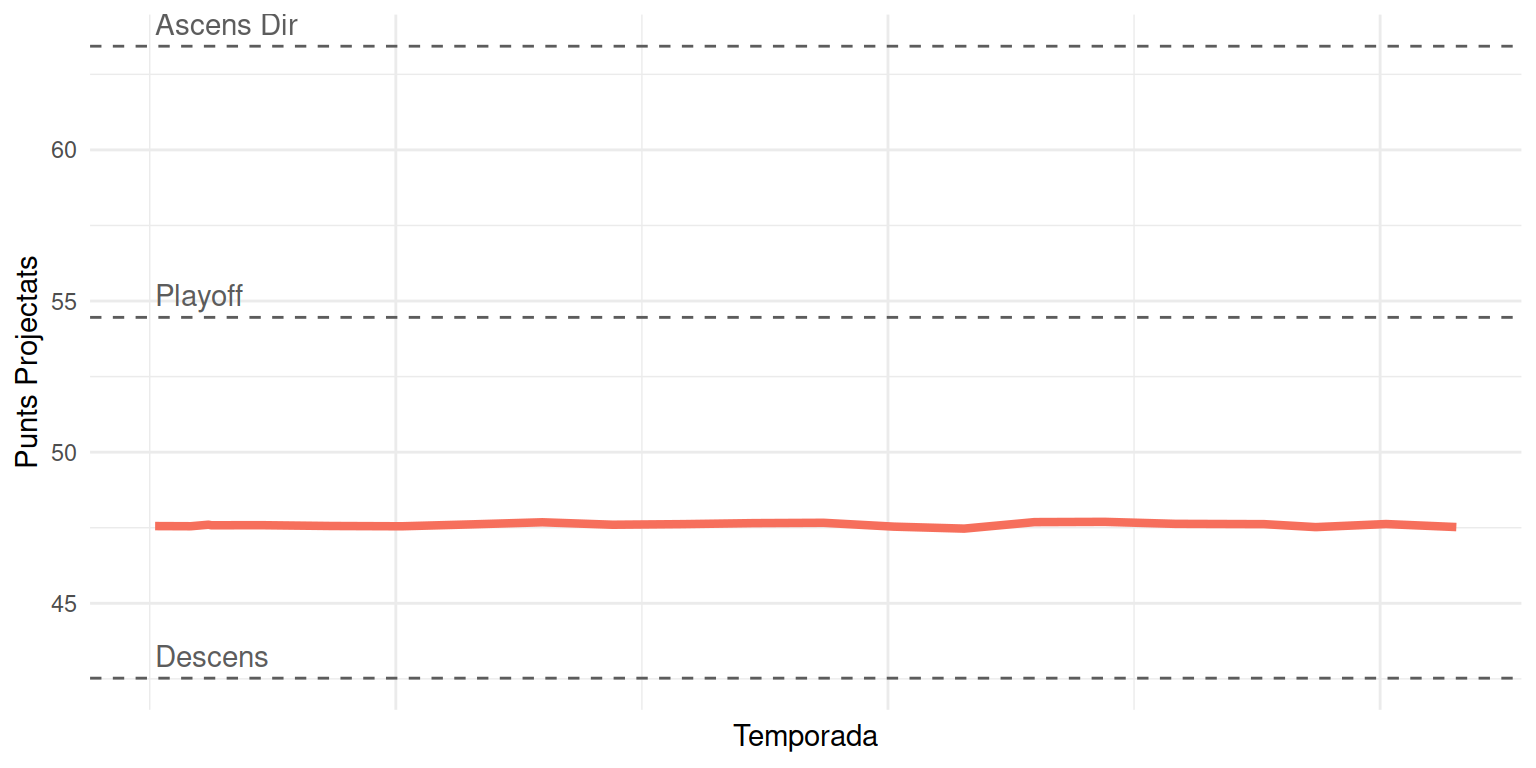 Ascens Dir
60
Playoff
55
50
45
Descens
Punts Projectats
Temporada